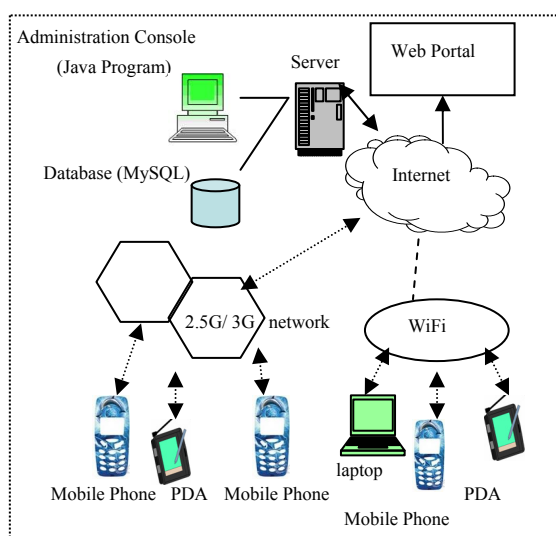 Administration Console
(Java Program)
Server
Web Portal
Database (MySQL)
Internet
2.5G/ 3G network
WiFi
laptop
Mobile Phone
PDA
Mobile Phone
Mobile Phone
PDA